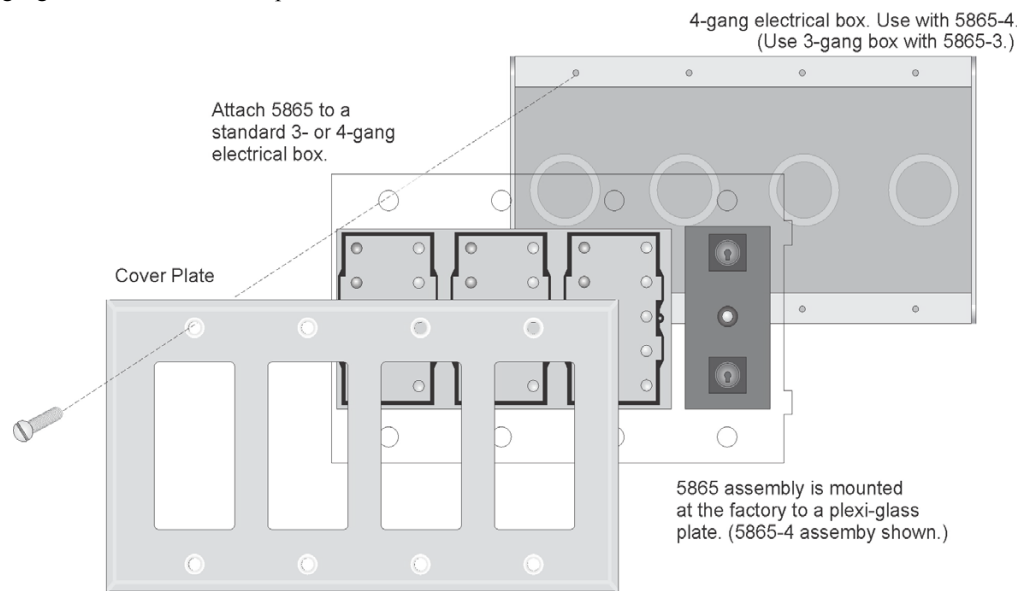 4-gang electrical box. Use with 5865-4.
(Use 3-gang box with 5865-3.)
Attach 5865 to a
standard 3- or 4-gang
electrical box.
Cover Plate
5865 assembly is mounted
at the factory to a plexi-glass
plate. (5865-4 assemby shown.)